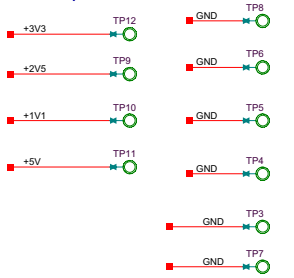 TP12
+3V3
TP9
+2V5
TP10
+1V1
TP11
+5V
TP8
GND
TP6
GND
TP5
GND
TP4
GND
TP3
GND
TP7
GND